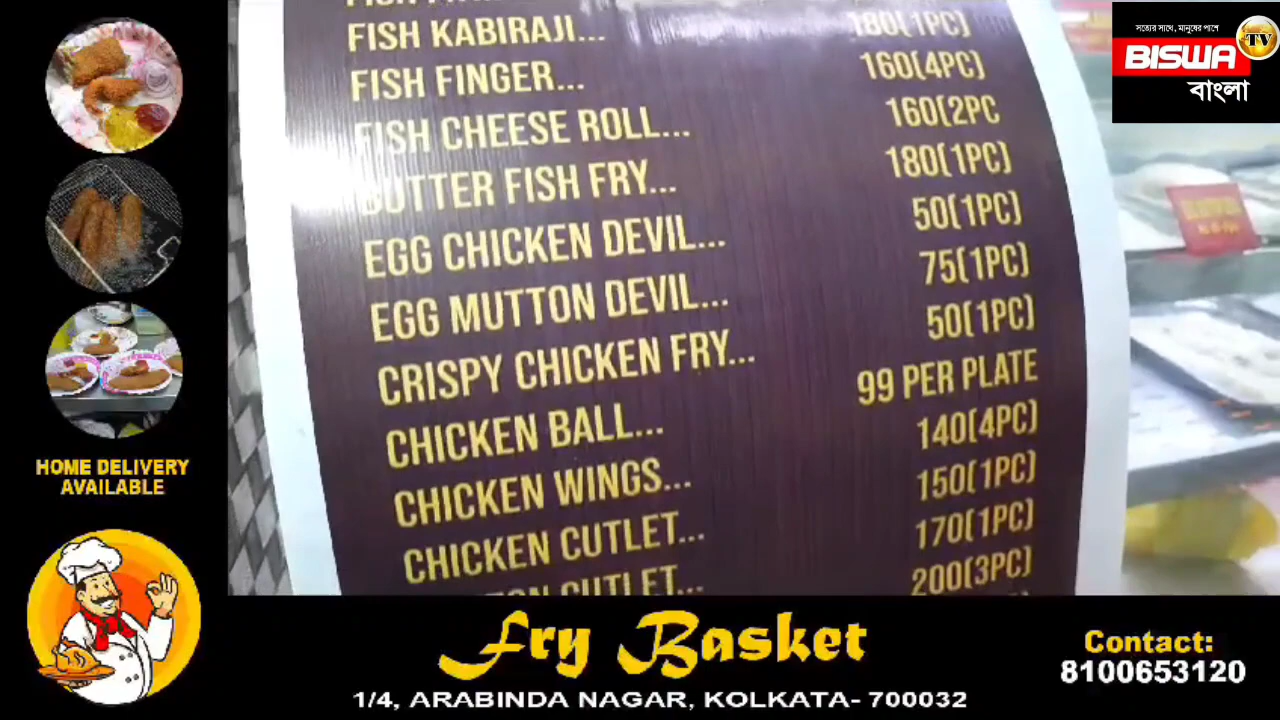 FISH KABIRAJI... 180(1PC)
FISH FINGER... 160(4PC)
FISH CHEESE ROLL... 160(2PC
BUTTER FISH FRY... 180(1PC)
EGG CHICKEN DEVIL... 50(1PC)
EGG MUTTON DEVIL... 75(1PC)
CRISPY CHICKEN FRY... 50(1PC)
CHICKEN BALL... 99 PER PLATE
CHICKEN WINGS... 140(4PC)
CHICKEN CUTLET... 150(1PC)
CUTLET... 170(1PC)
200(3PC)
সত্যের সাথে, মানুষের পাশে
BISWA TV
বাংলা
HOME DELIVERY
AVAILABLE
Fry Basket
1/4, ARABINDA NAGAR, KOLKATA- 700032
Contact:
8100653120